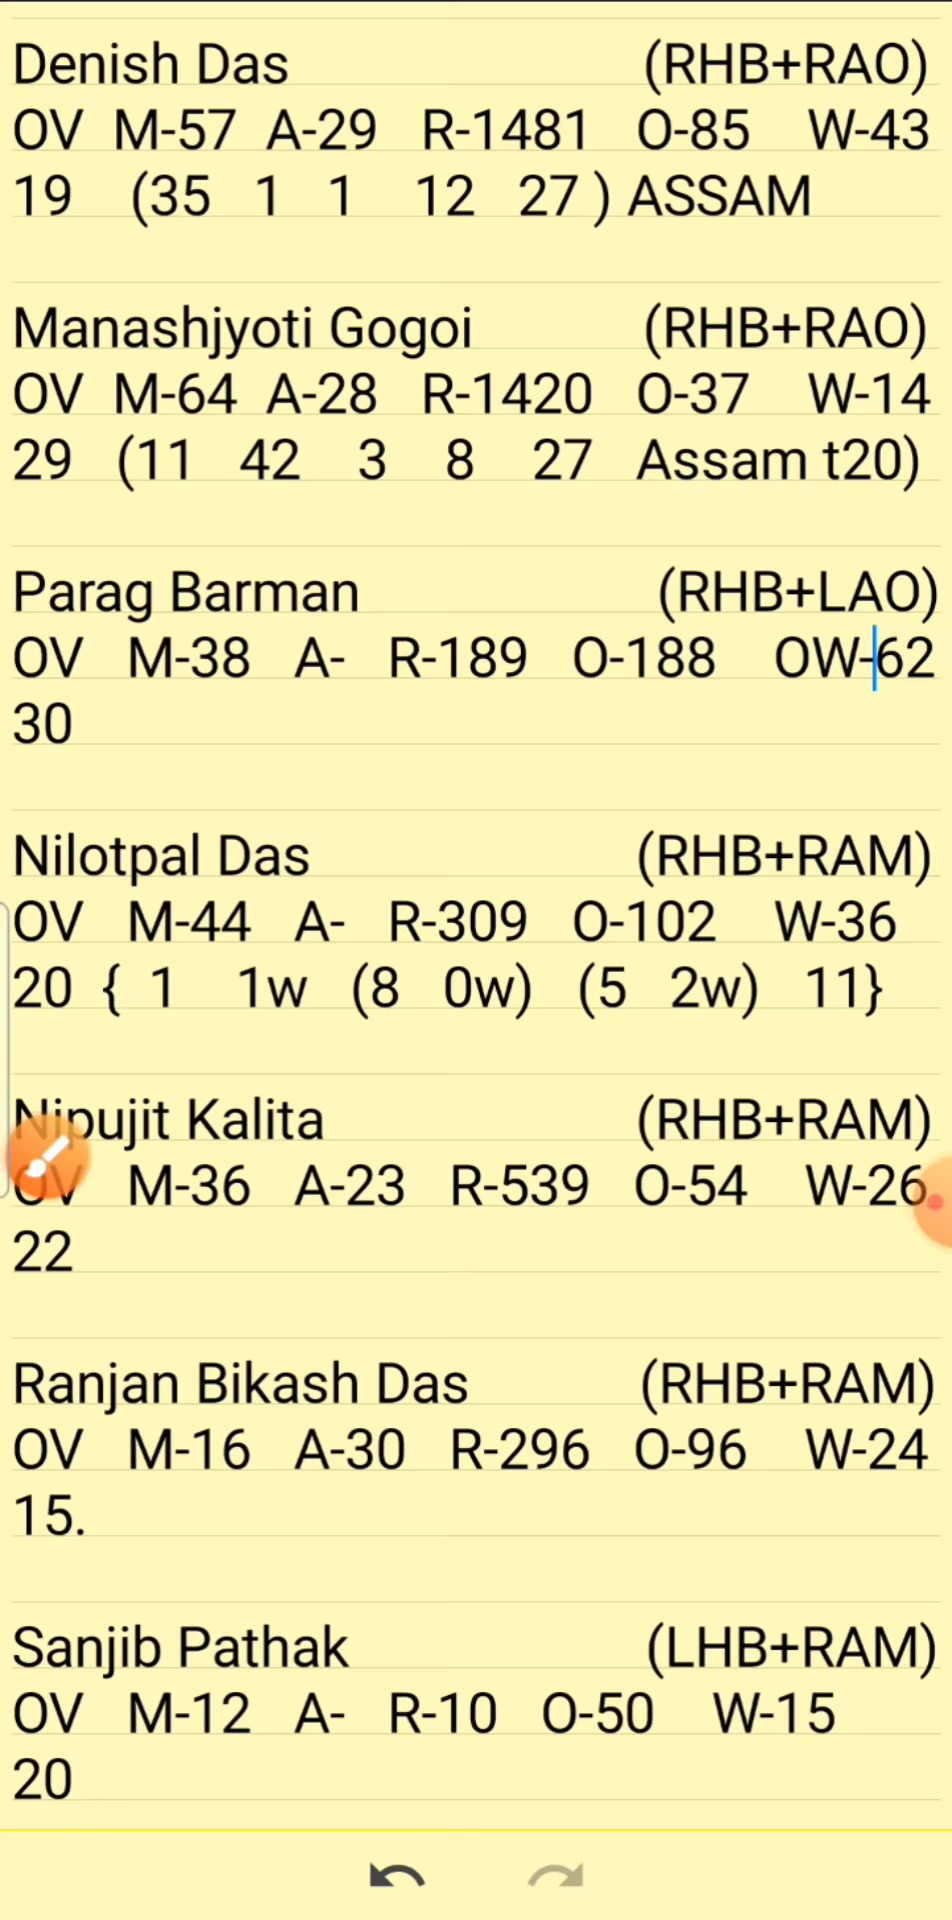 Denish Das (RHB+RAO)
OV M-57 A-29 R-1481 O-85 W-43
19 (35 1 1 12 27 ) ASSAM
Manashjyoti Gogoi (RHB+RAO)
OV M-64 A-28 R-1420 O-37 W-14
29 (11 42 3 8 27 Assam t20)
Parag Barman (RHB+LAO)
OV M-38 A- R-189 O-188 OW-62
30
Nilotpal Das (RHB+RAM)
OV M-44 A- R-309 O-102 W-36
20 { 1 1w (8 0w) (5 2w) 11}
Nipujit Kalita (RHB+RAM)
OV M-36 A-23 R-539 O-54 W-26
22
Ranjan Bikash Das (RHB+RAM)
OV M-16 A-30 R-296 O-96 W-24
15.
Sanjib Pathak (LHB+RAM)
OV M-12 A- R-10 O-50 W-15
20